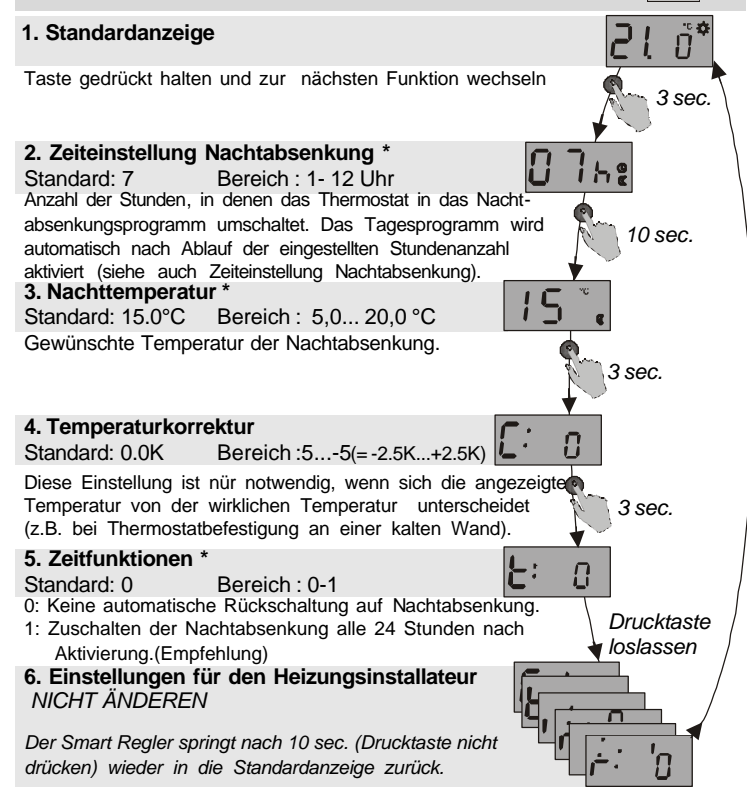 1. Standardanzeige
21.0 °C
Taste gedrückt halten und zur nächsten Funktion wechseln
3 sec.
2. Zeiteinstellung Nachtabsenkung *
Standard: 7 Bereich : 1- 12 Uhr
07h
Anzahl der Stunden, in denen das Thermostat in das Nacht-
absenkungsprogramm umschaltet. Das Tagesprogramm wird
automatisch nach Ablauf der eingestellten Stundenanzahl
aktiviert (siehe auch Zeiteinstellung Nachtabsenkung).
10 sec.
3. Nachttemperatur *
Standard: 15.0°C Bereich : 5,0... 20,0 °C
15 °C
Gewünschte Temperatur der Nachtabsenkung.
3 sec.
4. Temperaturkorrektur
Standard: 0.0K Bereich :5...-5(= -2.5K...+2.5K)
C: 0
Diese Einstellung ist nür notwendig, wenn sich die angezeigte
Temperatur von der wirklichen Temperatur unterscheidet
(z.B. bei Thermostatbefestigung an einer kalten Wand).
3 sec.
5. Zeitfunktionen *
Standard: 0 Bereich : 0-1
t: 0
0: Keine automatische Rückschaltung auf Nachtabsenkung.
1: Zuschalten der Nachtabsenkung alle 24 Stunden nach
Aktivierung.(Empfehlung)
Drucktaste
loslassen
6. Einstellungen für den Heizungsinstallateur
NICHT ÄNDEREN
Der Smart Regler springt nach 10 sec. (Drucktaste nicht
drücken) wieder in die Standardanzeige zurück.
r: '0